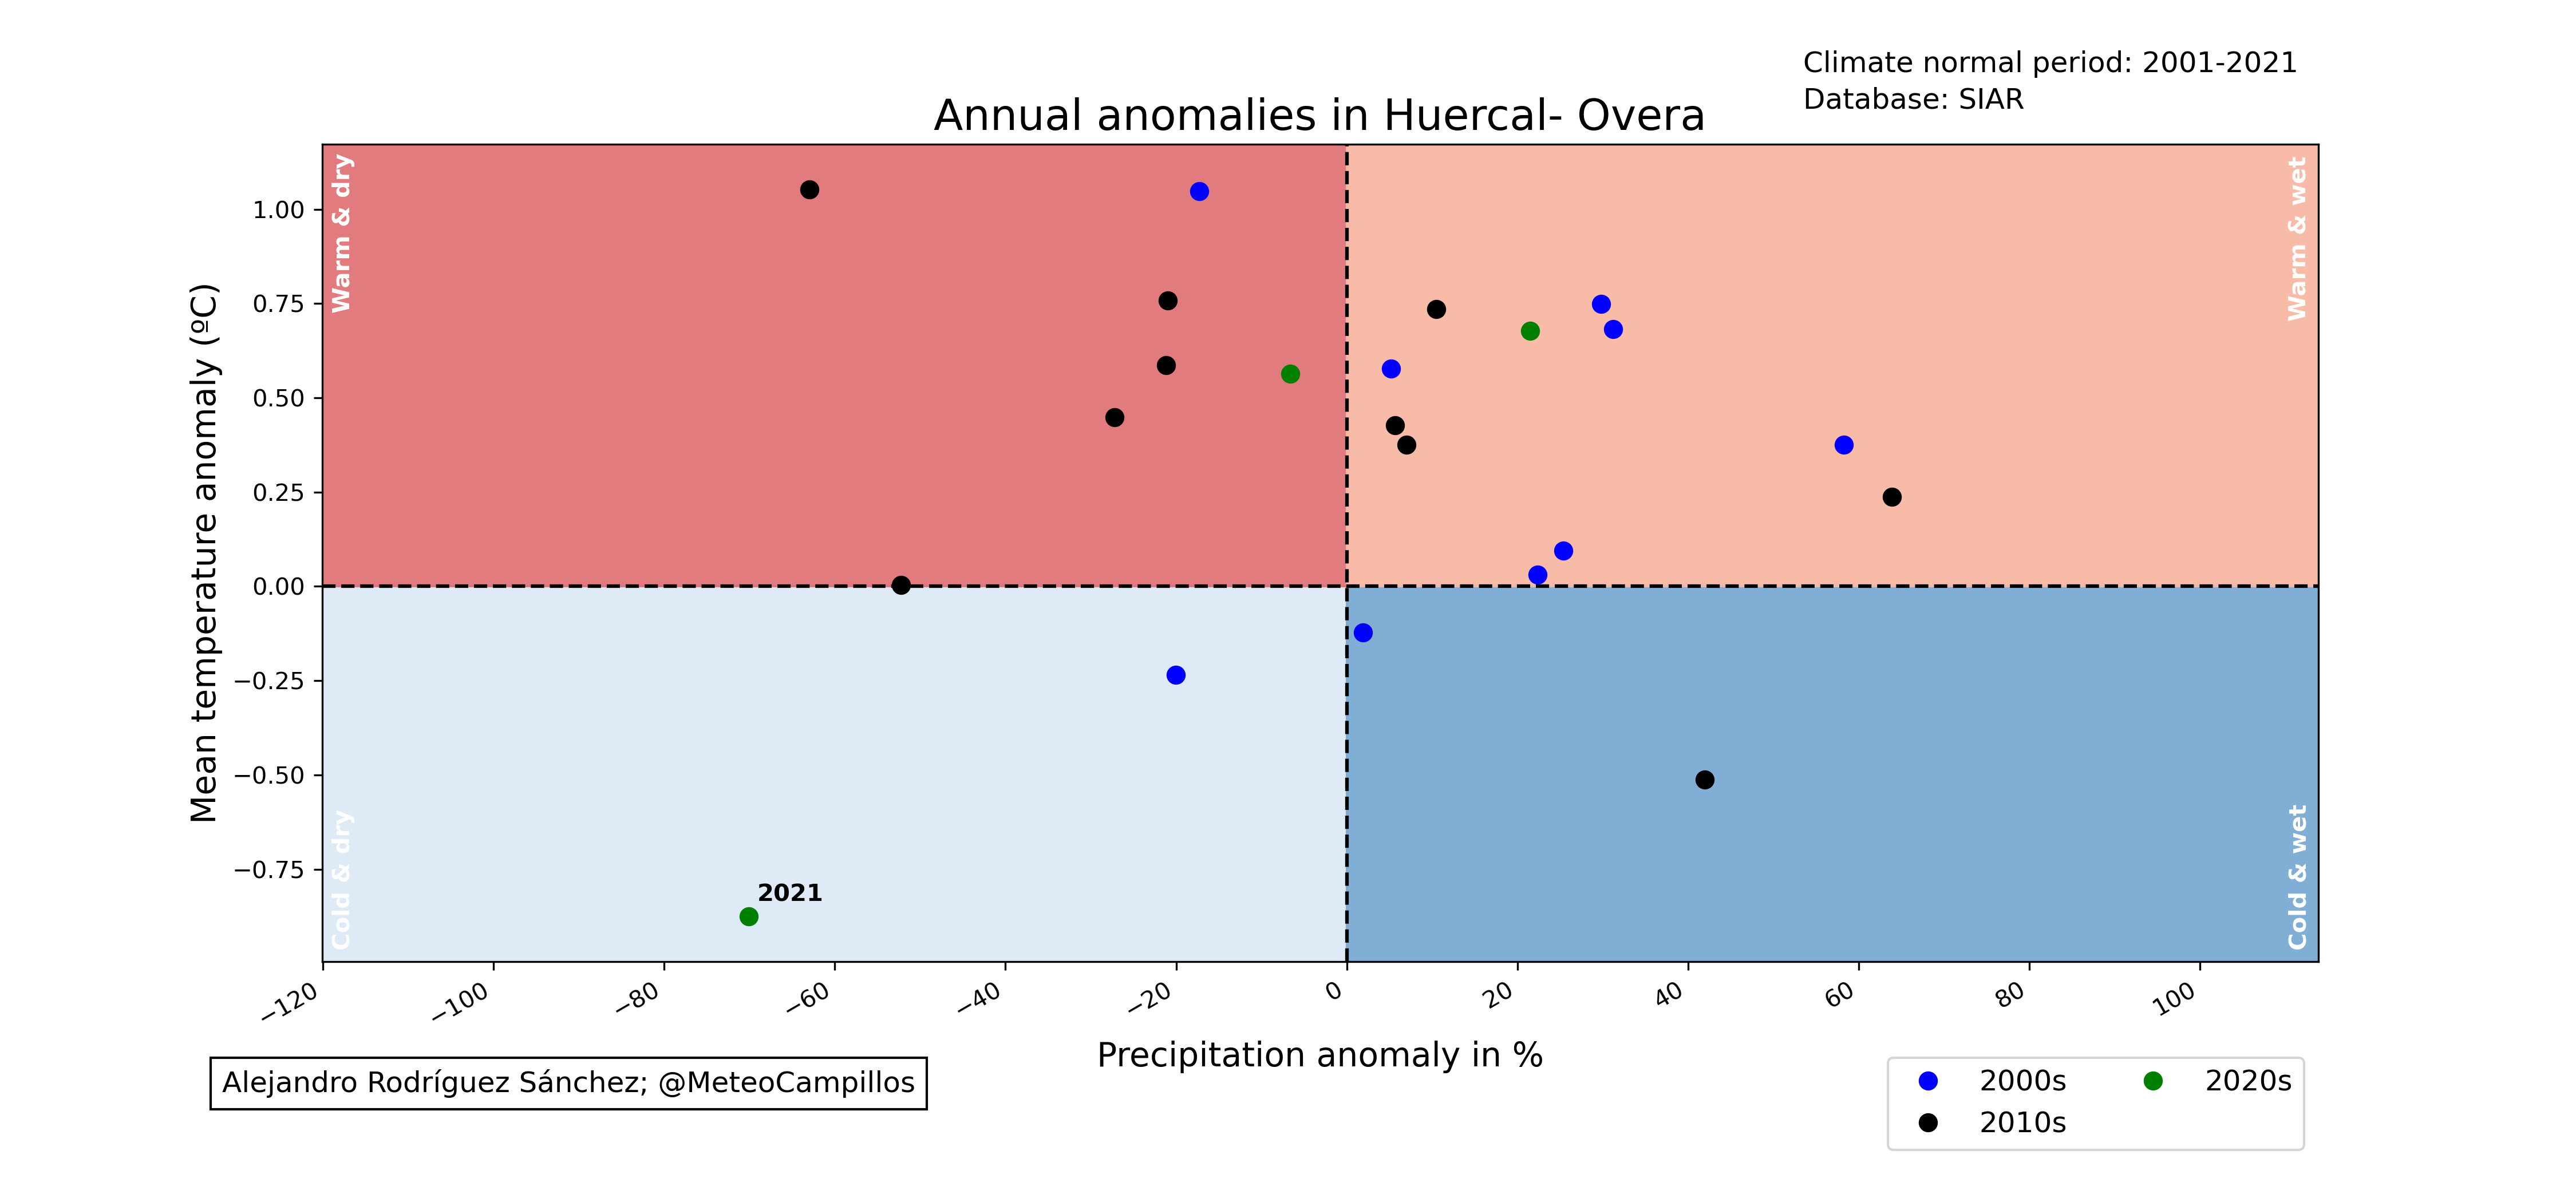 Climate normal period: 2001-2021
Database: SIAR
Annual anomalies in Huercal- Overa
Warm & dry
Warm & wet
Mean temperature anomaly (ºC)
1.00
0.75
0.50
0.25
0.00
−0.25
−0.50
−0.75
2021
Cold & dry
Cold & wet
−120
−100
−80
−60
−40
−20
0
20
40
60
80
100
Precipitation anomaly in %
Alejandro Rodríguez Sánchez; @MeteoCampillos
2000s
2020s
2010s